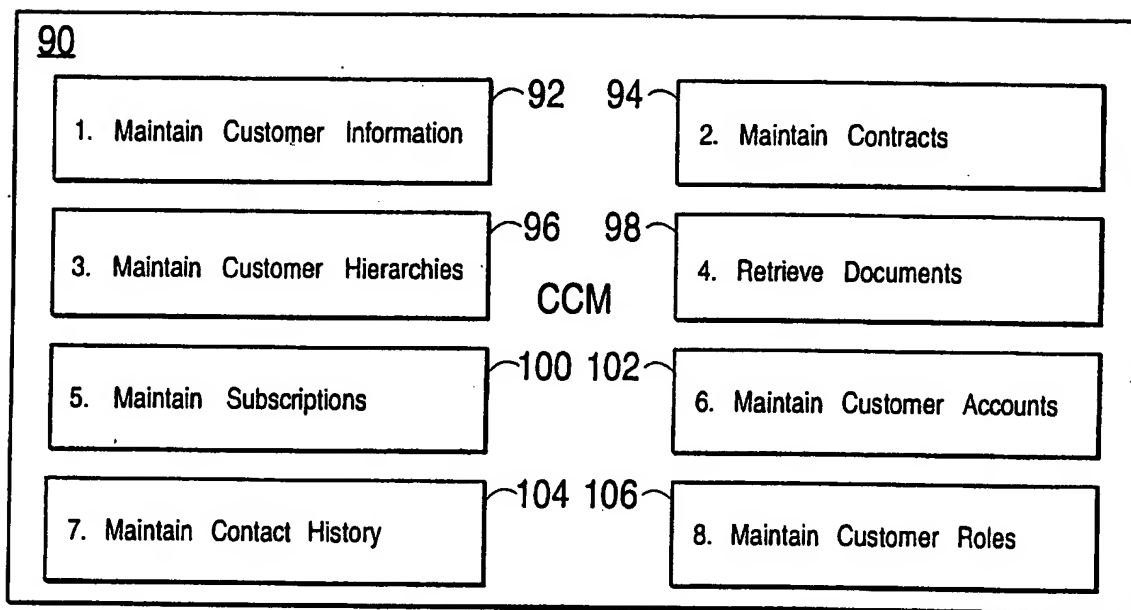 90
92 94
1. Maintain Customer Information
2. Maintain Contracts
96 98
3. Maintain Customer Hierarchies
4. Retrieve Documents
CCM
100 102
5. Maintain Subscriptions
6. Maintain Customer Accounts
104 106
7. Maintain Contact History
8. Maintain Customer Roles